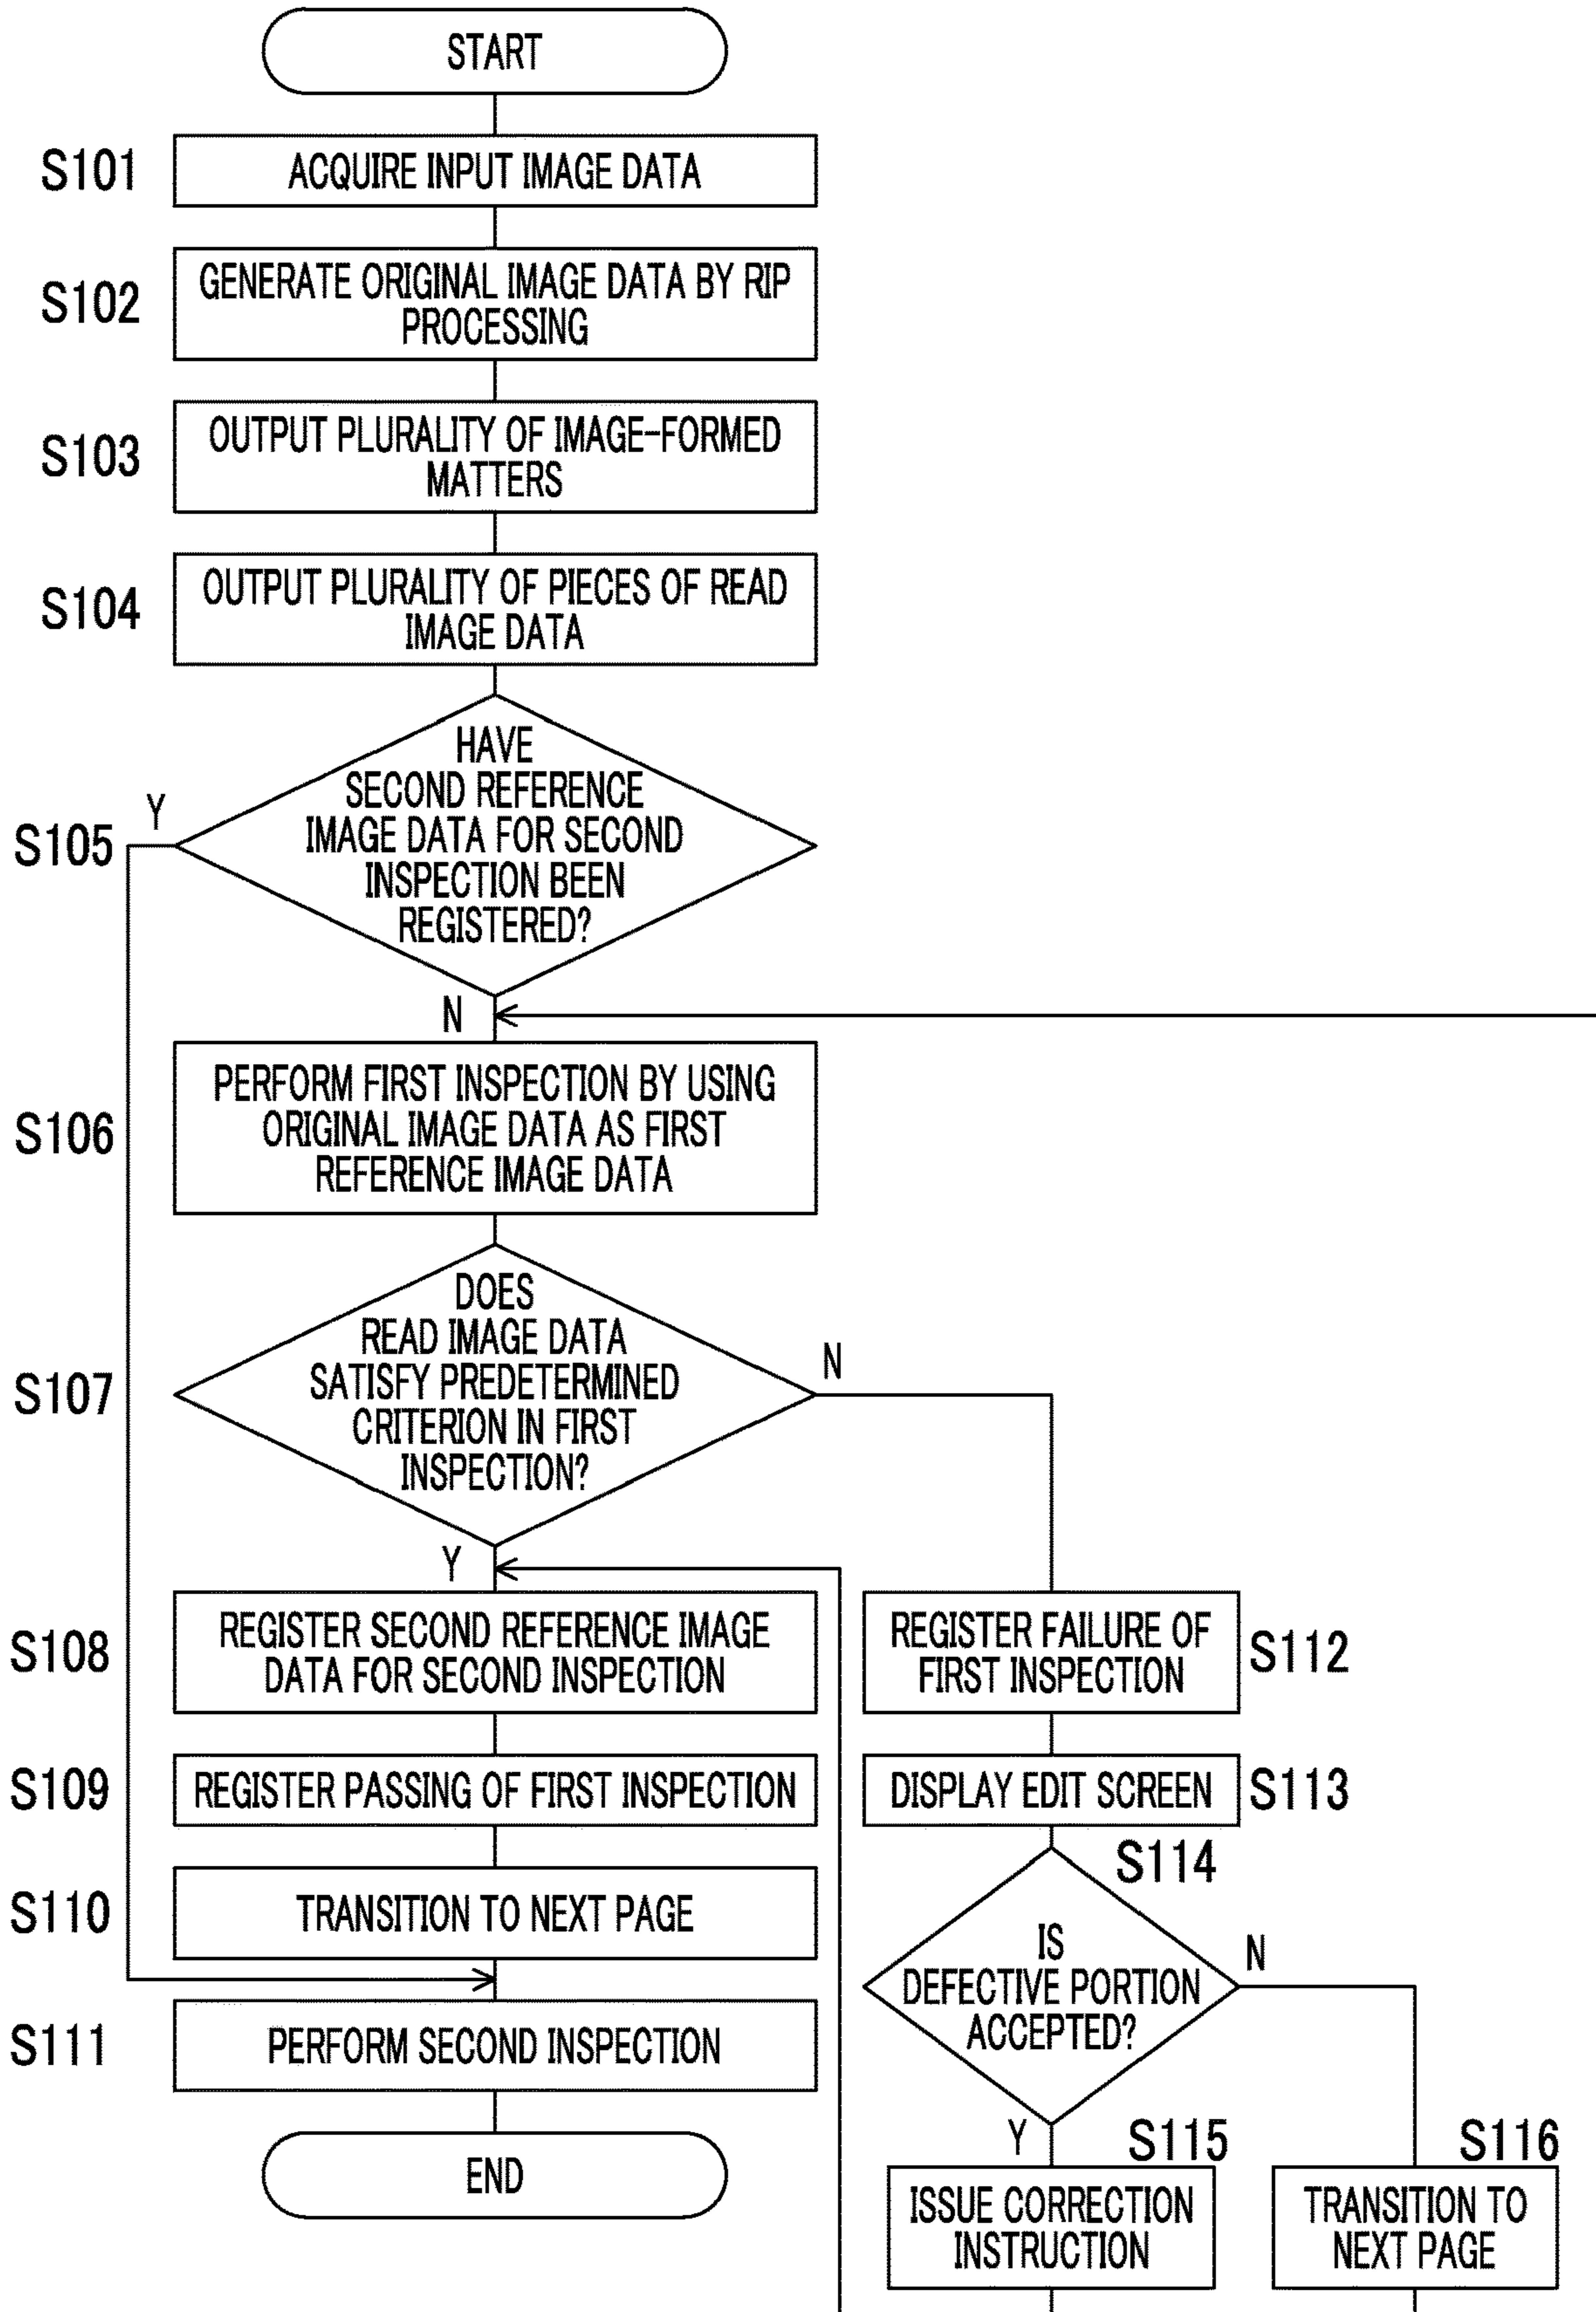 START
S101
ACQUIRE INPUT IMAGE DATA
S102
GENERATE ORIGINAL IMAGE DATA BY RIP
PROCESSING
S103
OUTPUT PLURALITY OF IMAGE-FORMED
MATTERS
S104
OUTPUT PLURALITY OF PIECES OF READ
IMAGE DATA
S105
Y
HAVE
SECOND REFERENCE
IMAGE DATA FOR SECOND
INSPECTION BEEN
REGISTERED?
N
S106
PERFORM FIRST INSPECTION BY USING
ORIGINAL IMAGE DATA AS FIRST
REFERENCE IMAGE DATA
S107
DOES
READ IMAGE DATA
SATISFY PREDETERMINED
CRITERION IN FIRST
INSPECTION?
N
Y
S108
REGISTER SECOND REFERENCE IMAGE
DATA FOR SECOND INSPECTION
S109
REGISTER PASSING OF FIRST INSPECTION
S110
TRANSITION TO NEXT PAGE
S111
PERFORM SECOND INSPECTION
END
REGISTER FAILURE OF
FIRST INSPECTION
S112
DISPLAY EDIT SCREEN
S113
S114
IS
DEFECTIVE PORTION
ACCEPTED?
N
Y
S115
ISSUE CORRECTION
INSTRUCTION
S116
TRANSITION TO
NEXT PAGE